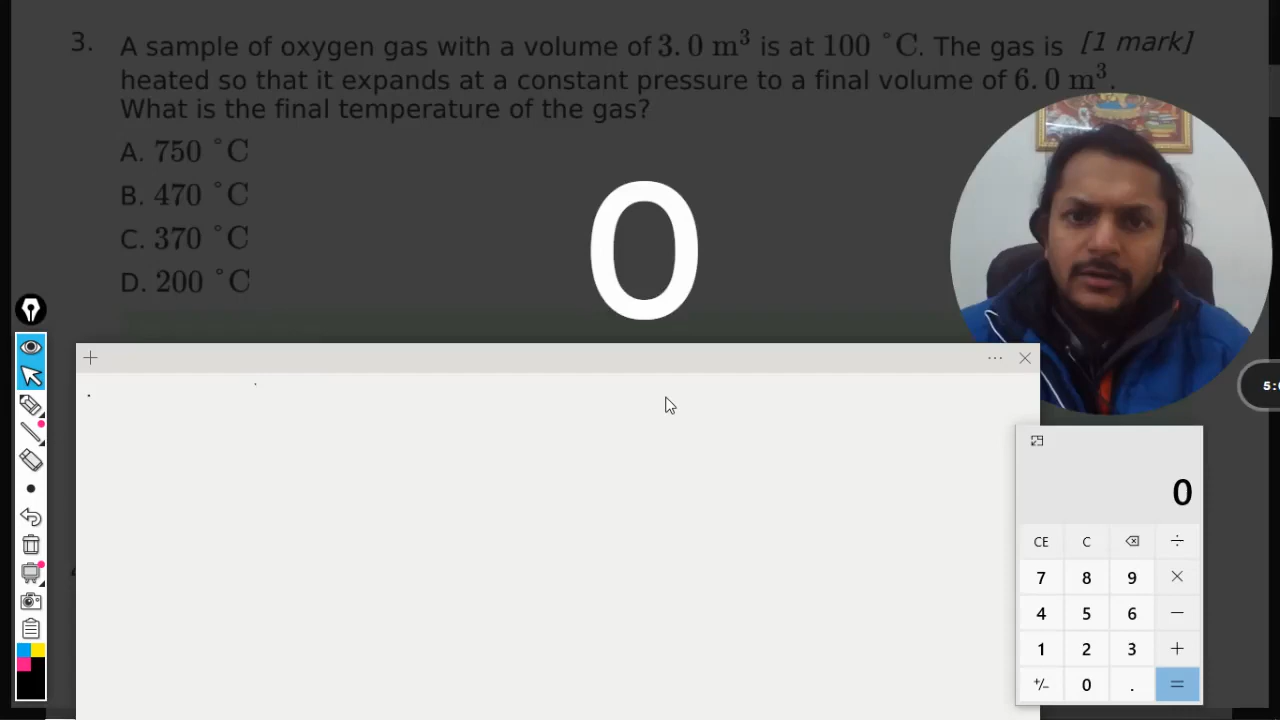 3. A sample of oxygen gas with a volume of 3.0 m³ is at 100 °C. The gas is [1 mark]
heated so that it expands at a constant pressure to a final volume of 6.0 m³.
What is the final temperature of the gas?
A. 750 °C
B. 470 °C
C. 370 °C
D. 200 °C
0
0
CE C ÷
7 8 9 ×
4 5 6 −
1 2 3 +
+/− 0 . =